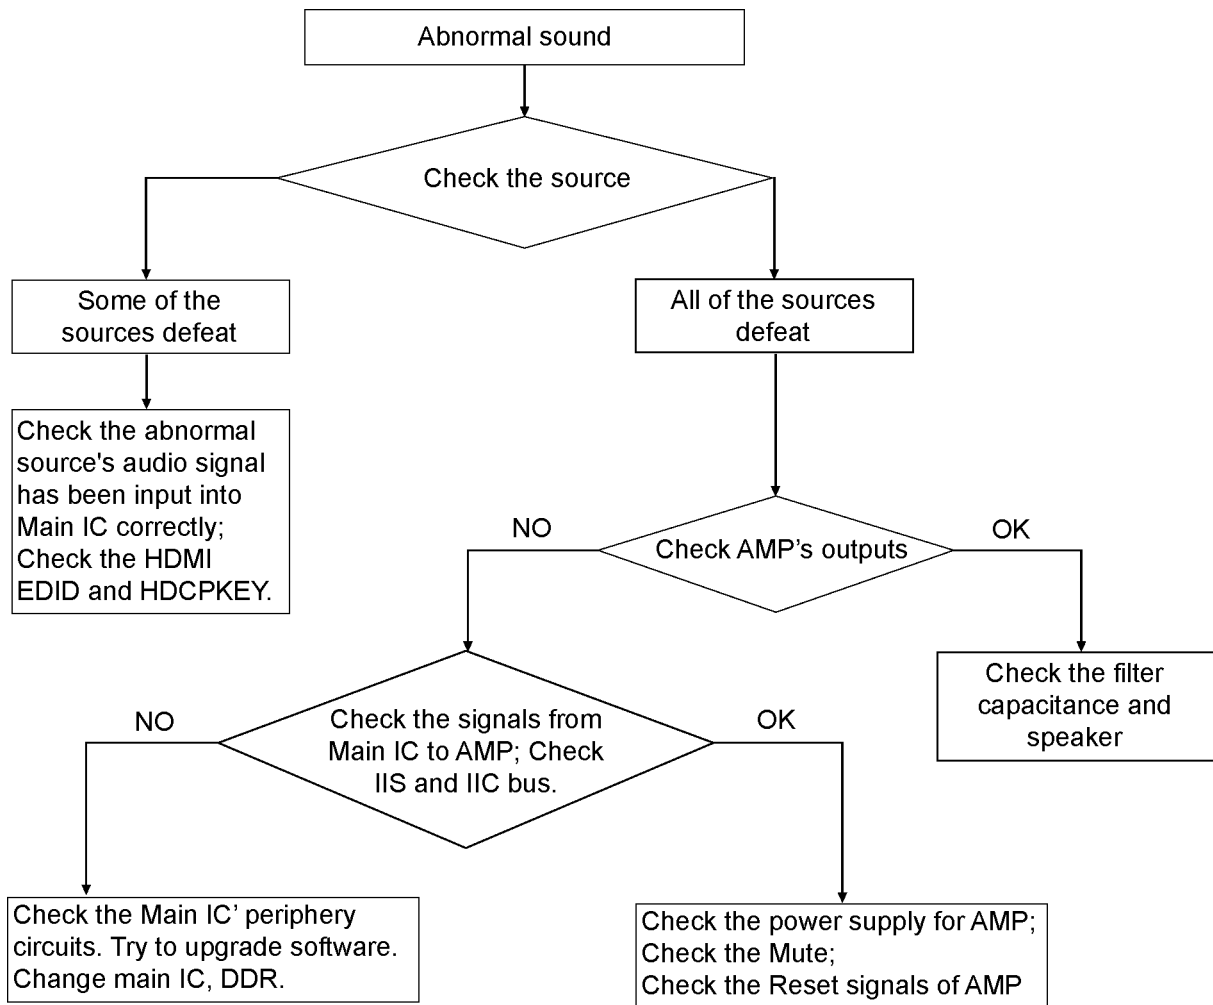 Abnormal sound
Check the source
Some of the
sources defeat
All of the sources
defeat
Check the abnormal
source's audio signal
has been input into
Main IC correctly;
Check the HDMI
EDID and HDCPKEY.
NO
Check AMP’s outputs
OK
Check the filter
capacitance and
speaker
NO
Check the signals from
Main IC to AMP; Check
IIS and IIC bus.
OK
Check the Main IC’ periphery
circuits. Try to upgrade software.
Change main IC, DDR.
Check the power supply for AMP;
Check the Mute;
Check the Reset signals of AMP